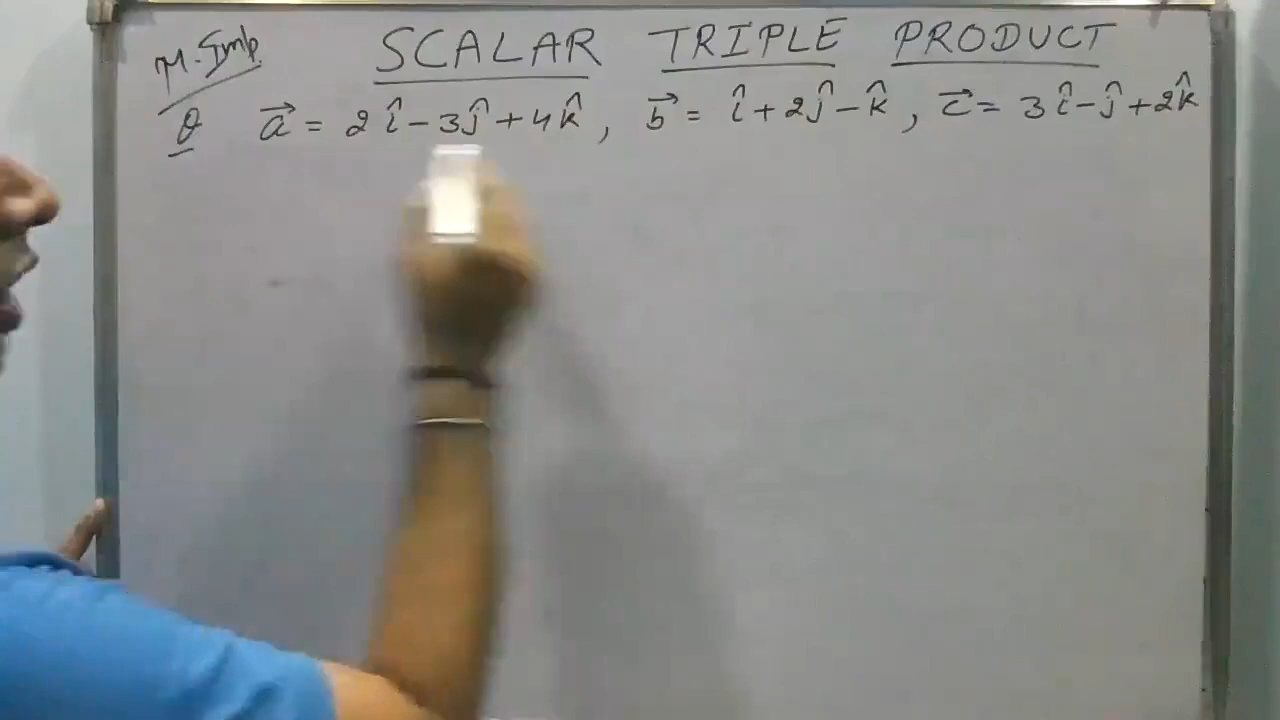 M. Imp. SCALAR TRIPLE PRODUCT
Q a⃗ = 2î - 3ĵ + 4k̂, b⃗ = î + 2ĵ - k̂, c⃗ = 3î - ĵ + 2k̂